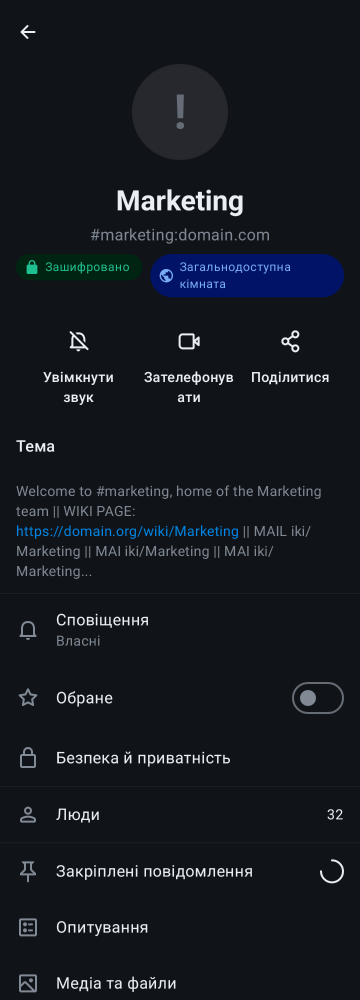 !
Marketing
#marketing:domain.com
Зашифровано
Загальнодоступна
кімната
Увімкнути
звук
Зателефонув
ати
Поділитися
Тема
Welcome to #marketing, home of the Marketing
team || WIKI PAGE:
https://domain.org/wiki/Marketing || MAIL iki/
Marketing || MAI iki/Marketing || MAI iki/
Marketing...
Сповіщення
Власні
Обране
Безпека й приватність
Люди
32
Закріплені повідомлення
Опитування
Медіа та файли